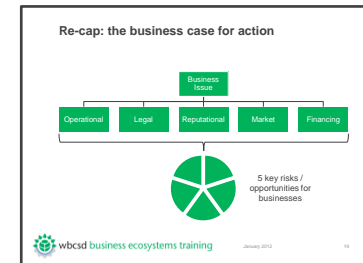 Re-cap: the business case for action
Business
Issue
Operational
Legal
Reputational
Market
Financing
5 key risks /
opportunities for
businesses
wbcsd business ecosystems training
January 2012